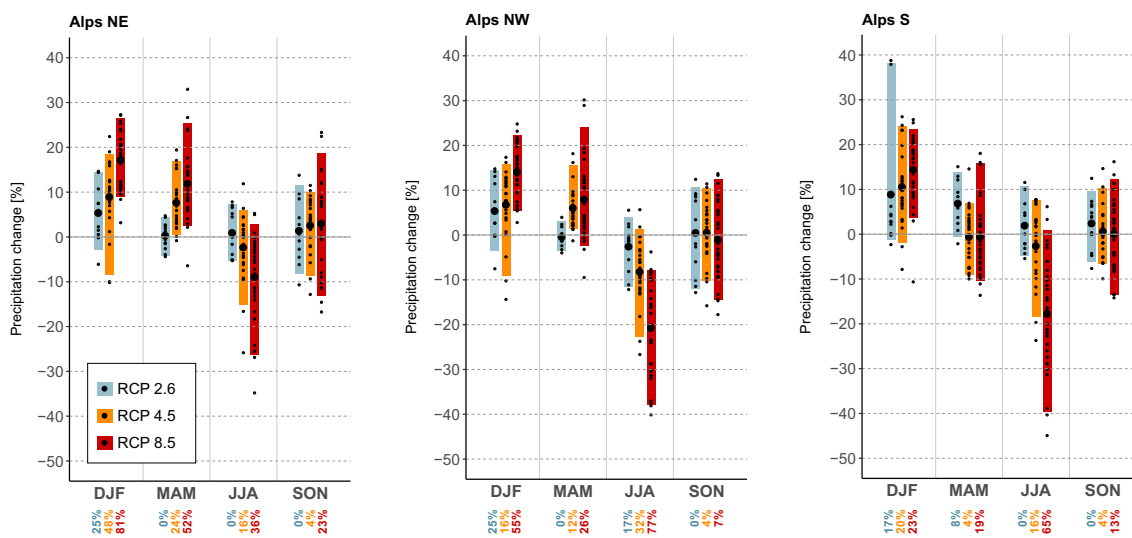 Alps NE
Precipitation change [%]
40
30
20
10
0
−10
−20
−30
−40
−50
RCP 2.6
RCP 4.5
RCP 8.5
DJF MAM JJA SON
25% 48% 81% 0% 24% 52% 0% 16% 36% 0% 4% 23%
Alps NW
Precipitation change [%]
40
30
20
10
0
−10
−20
−30
−40
−50
DJF MAM JJA SON
25% 16% 55% 0% 12% 26% 17% 32% 77% 0% 4% 7%
Alps S
Precipitation change [%]
40
30
20
10
0
−10
−20
−30
−40
−50
DJF MAM JJA SON
17% 20% 23% 8% 4% 19% 0% 16% 65% 0% 4% 13%